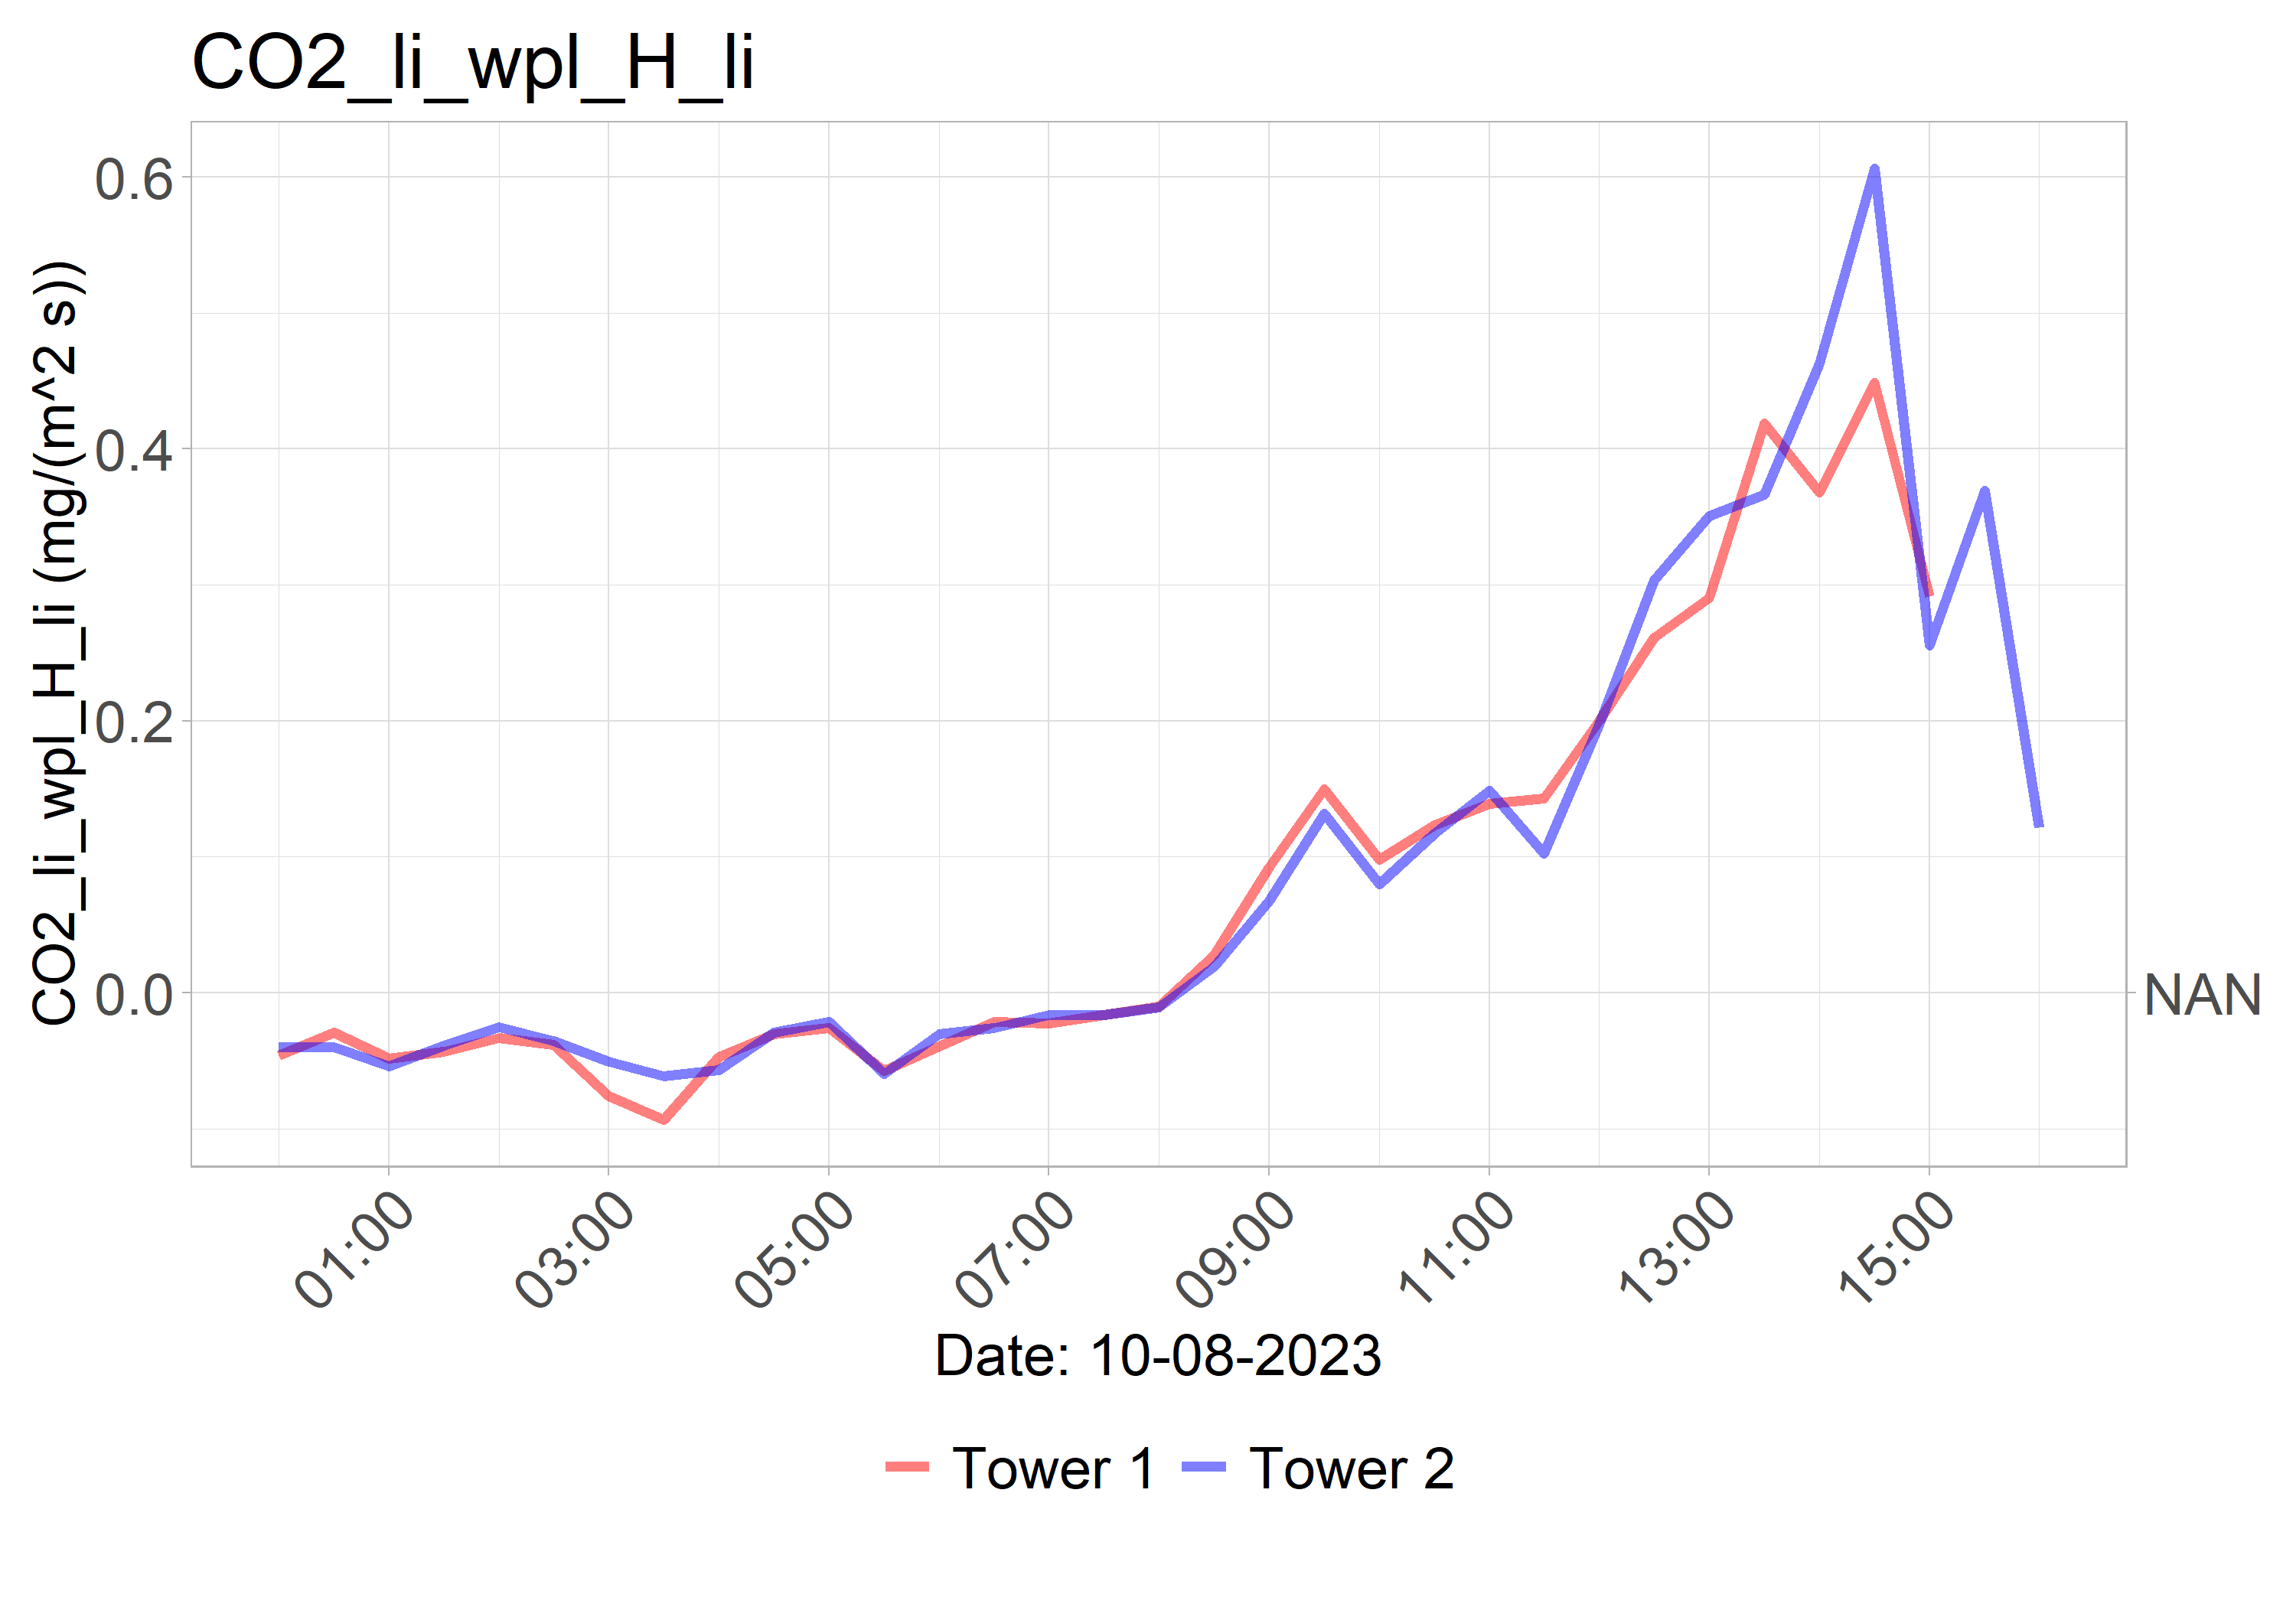 CO2_li_wpl_H_li
CO2_li_wpl_H_li (mg/(m^2 s))
0.6
0.4
0.2
0.0
NAN
01:00
03:00
05:00
07:00
09:00
11:00
13:00
15:00
Date: 10-08-2023
Tower 1
Tower 2